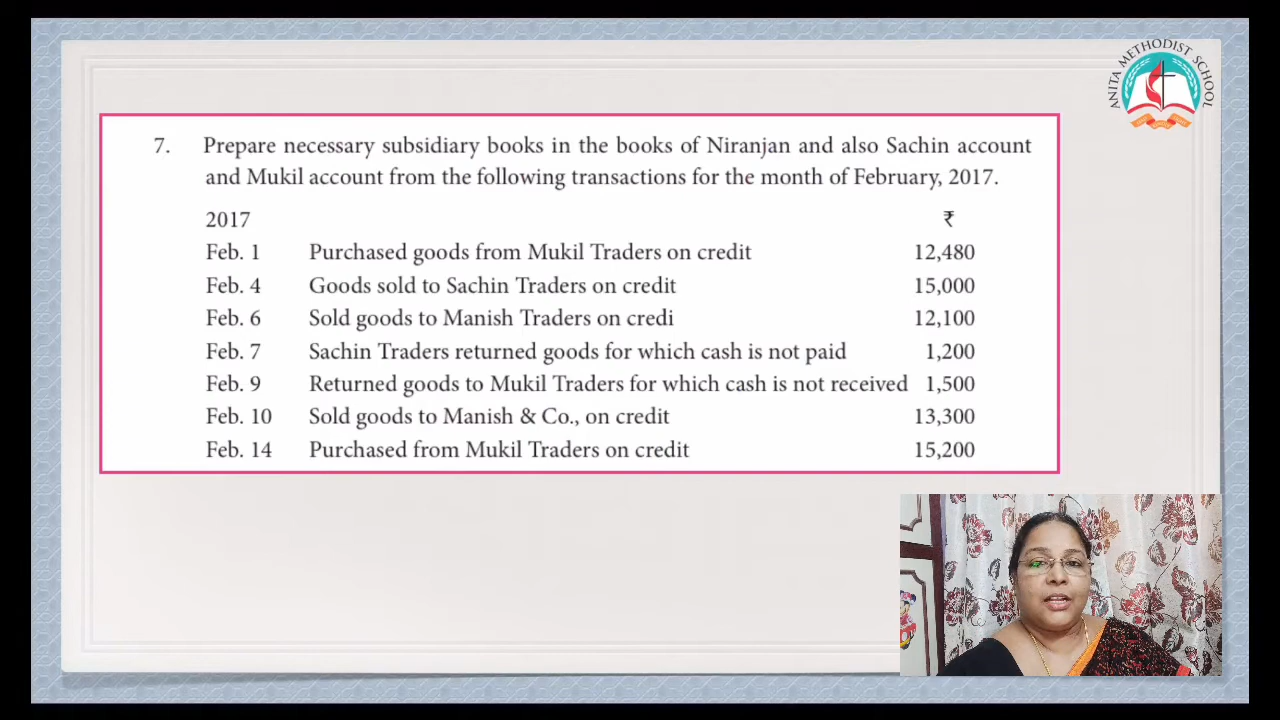 ANITA METHODIST SCHOOL
7. Prepare necessary subsidiary books in the books of Niranjan and also Sachin account
and Mukil account from the following transactions for the month of February, 2017.
2017 ₹
Feb. 1 Purchased goods from Mukil Traders on credit 12,480
Feb. 4 Goods sold to Sachin Traders on credit 15,000
Feb. 6 Sold goods to Manish Traders on credi 12,100
Feb. 7 Sachin Traders returned goods for which cash is not paid 1,200
Feb. 9 Returned goods to Mukil Traders for which cash is not received 1,500
Feb. 10 Sold goods to Manish & Co., on credit 13,300
Feb. 14 Purchased from Mukil Traders on credit 15,200